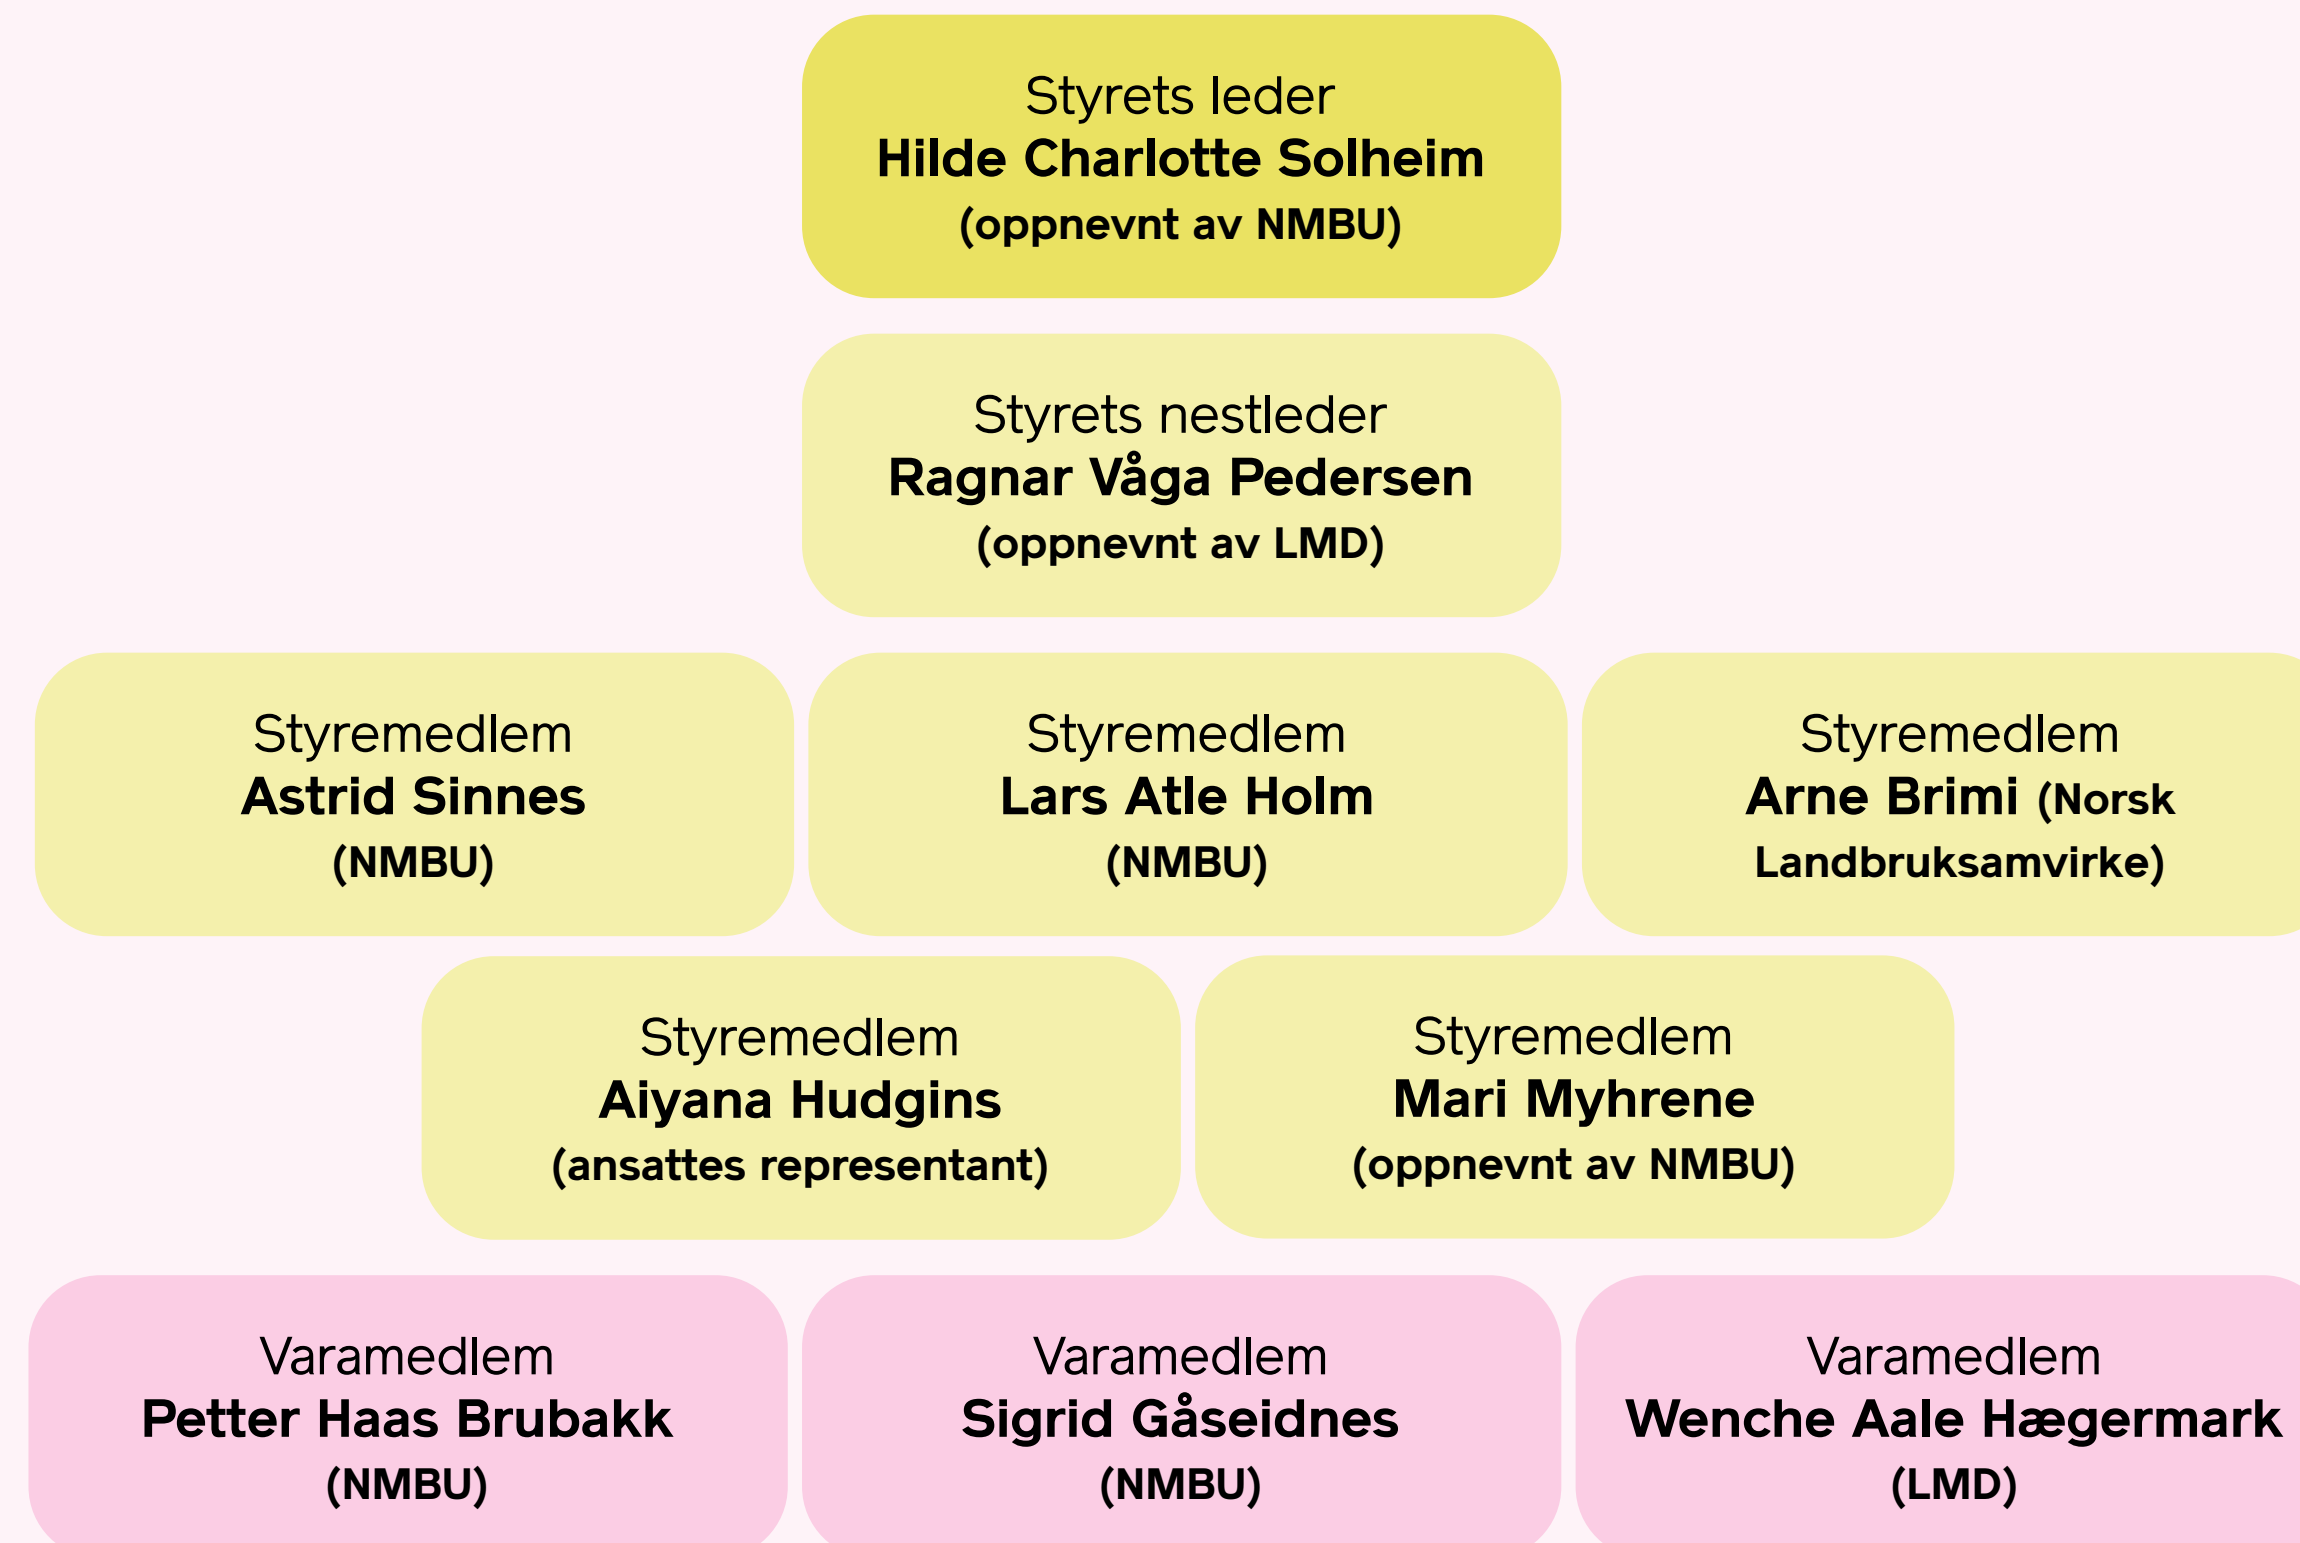 Styrets leder
Hilde Charlotte Solheim
(oppnevnt av NMBU)
Styrets nestleder
Ragnar Våga Pedersen
(oppnevnt av LMD)
Styremedlem
Astrid Sinnes
(NMBU)
Styremedlem
Lars Atle Holm
(NMBU)
Styremedlem
Arne Brimi (Norsk
Landbruksamvirke)
Styremedlem
Aiyana Hudgins
(ansattes representant)
Styremedlem
Mari Myhrene
(oppnevnt av NMBU)
Varamedlem
Petter Haas Brubakk
(NMBU)
Varamedlem
Sigrid Gåseidnes
(NMBU)
Varamedlem
Wenche Aale Hægermark
(LMD)